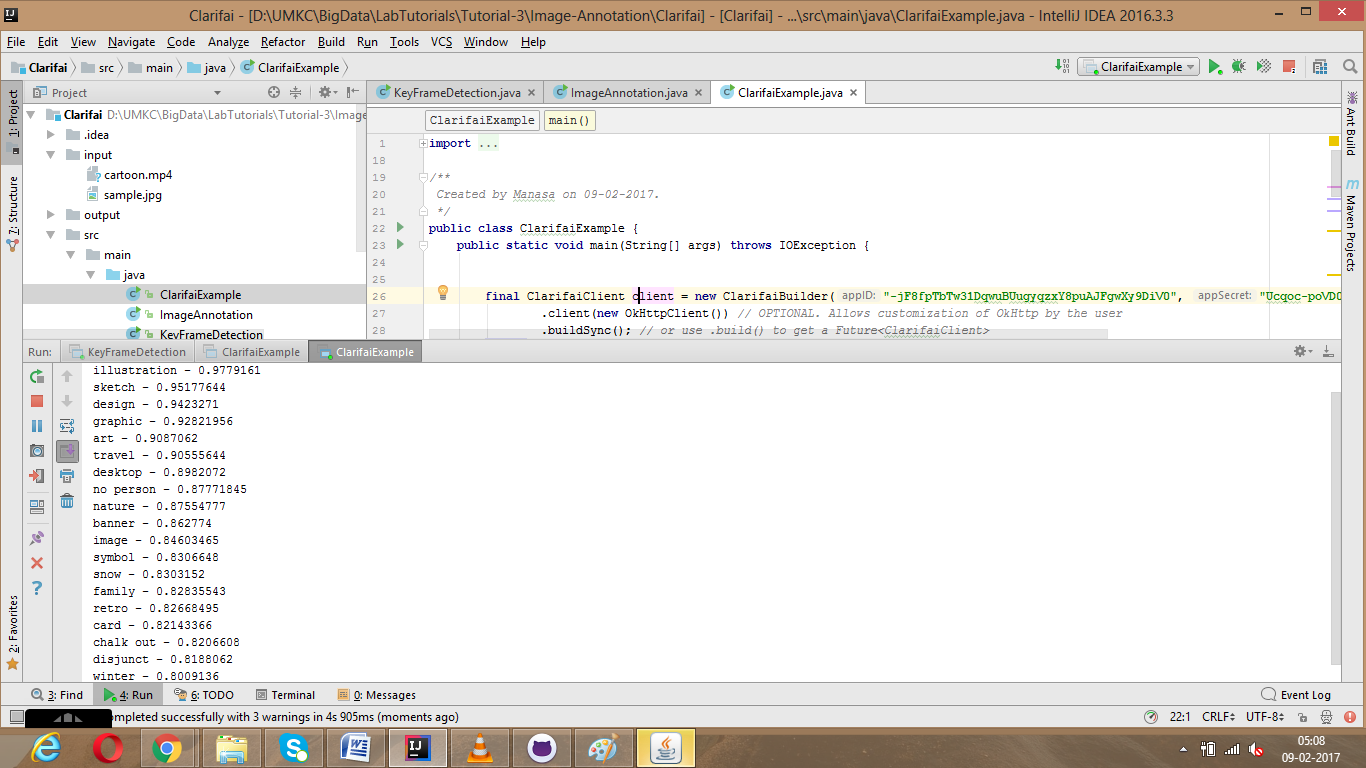 Clarifai - [D:\UMKC\BigData\LabTutorials\Tutorial-3\Image-Annotation\Clarifai] - [Clarifai] - ...\src\main\java\ClarifaiExample.java - IntelliJ IDEA 2016.3.3
File Edit View Navigate Code Analyze Refactor Build Run Tools VCS Window Help
Clarifai src main java ClarifaiExample
ClarifaiExample
1: Project
7: Structure
2: Favorites
Project
Clarifai D:\UMKC\BigData\LabTutorials\Tutorial-3\Image
.idea
input
cartoon.mp4
sample.jpg
output
src
main
java
ClarifaiExample
ImageAnnotation
KeyFrameDetection
KeyFrameDetection.java ImageAnnotation.java ClarifaiExample.java
ClarifaiExample main()
1 import ...
18
19 /**
20 Created by Manasa on 09-02-2017.
21 */
22 public class ClarifaiExample {
23 public static void main(String[] args) throws IOException {
24
25
26 final ClarifaiClient client = new ClarifaiBuilder( appID: "-jF8fpTbTw31DqwuBUugyqzxY8puAJFgwXy9DiV0", appSecret: "Ucqoc-poVD0
27 .client(new OkHttpClient()) // OPTIONAL. Allows customization of OkHttp by the user
28 .buildSync(); // or use .build() to get a Future<ClarifaiClient>
Ant Build
m Maven Projects
Run: KeyFrameDetection ClarifaiExample ClarifaiExample
illustration - 0.9779161
sketch - 0.95177644
design - 0.9423271
graphic - 0.92821956
art - 0.9087062
travel - 0.90555644
desktop - 0.8982072
no person - 0.87771845
nature - 0.87554777
banner - 0.862774
image - 0.84603465
symbol - 0.8306648
snow - 0.8303152
family - 0.82835543
retro - 0.82668495
card - 0.82143366
chalk out - 0.8206608
disjunct - 0.8188062
winter - 0.8009136
3: Find 4: Run 6: TODO Terminal 0: Messages Event Log
ompleted successfully with 3 warnings in 4s 905ms (moments ago) 22:1 CRLF UTF-8
05:08
09-02-2017